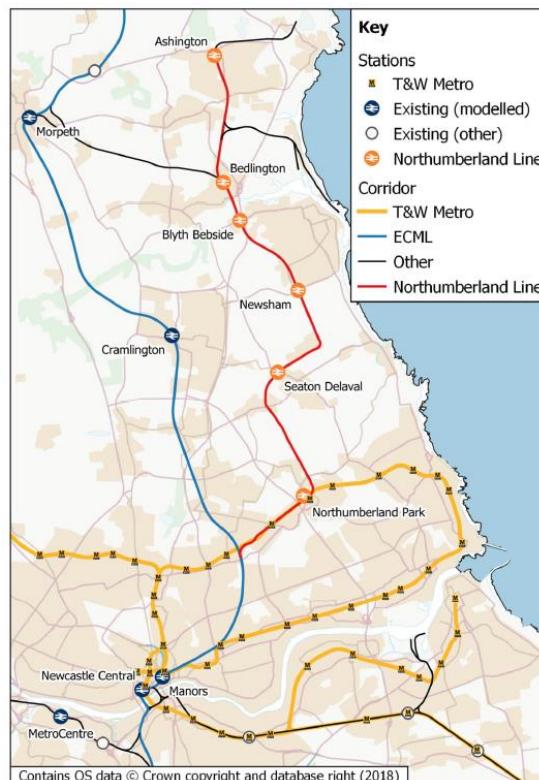 Ashington
Morpeth
Bedlington
Blyth Bebside
Newsham
Cramlington
Seaton Delaval
Northumberland Park
Newcastle Central
Manors
MetroCentre
Key
Stations
M T&W Metro
Existing (modelled)
Existing (other)
Northumberland Line
Corridor
T&W Metro
ECML
Other
Northumberland Line
Contains OS data © Crown copyright and database right (2018)